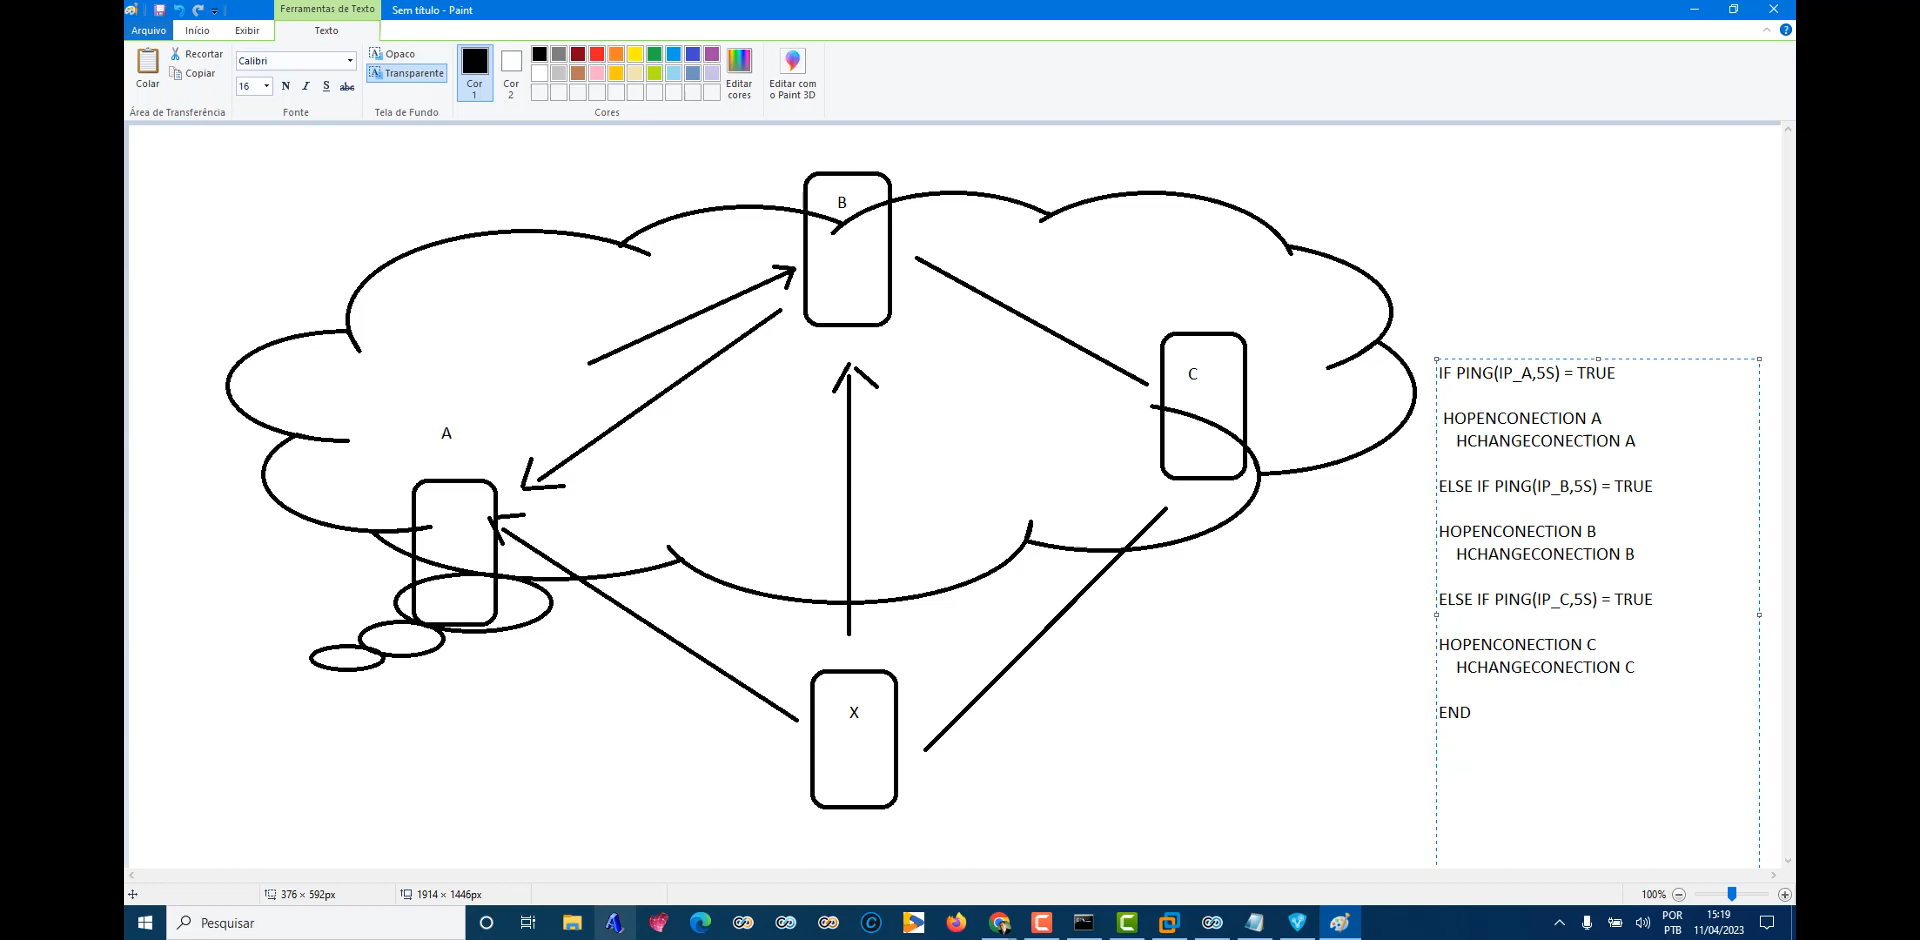 Ferramentas de Texto
Sem título - Paint
Arquivo
Início
Exibir
Texto
Colar
Recortar
Copiar
Área de Transferência
Calibri
16
N
I
S
abc
Fonte
Opaco
Transparente
Tela de Fundo
Cor
1
Cor
2
Editar
cores
Cores
Editar com
o Paint 3D
B
C
A
X
IF PING(IP_A,5S) = TRUE
HOPENCONECTION A
HCHANGECONECTION A
ELSE IF PING(IP_B,5S) = TRUE
HOPENCONECTION B
HCHANGECONECTION B
ELSE IF PING(IP_C,5S) = TRUE
HOPENCONECTION C
HCHANGECONECTION C
END
376 × 592px
1914 × 1446px
100%
Pesquisar
POR
PTB
15:19
11/04/2023